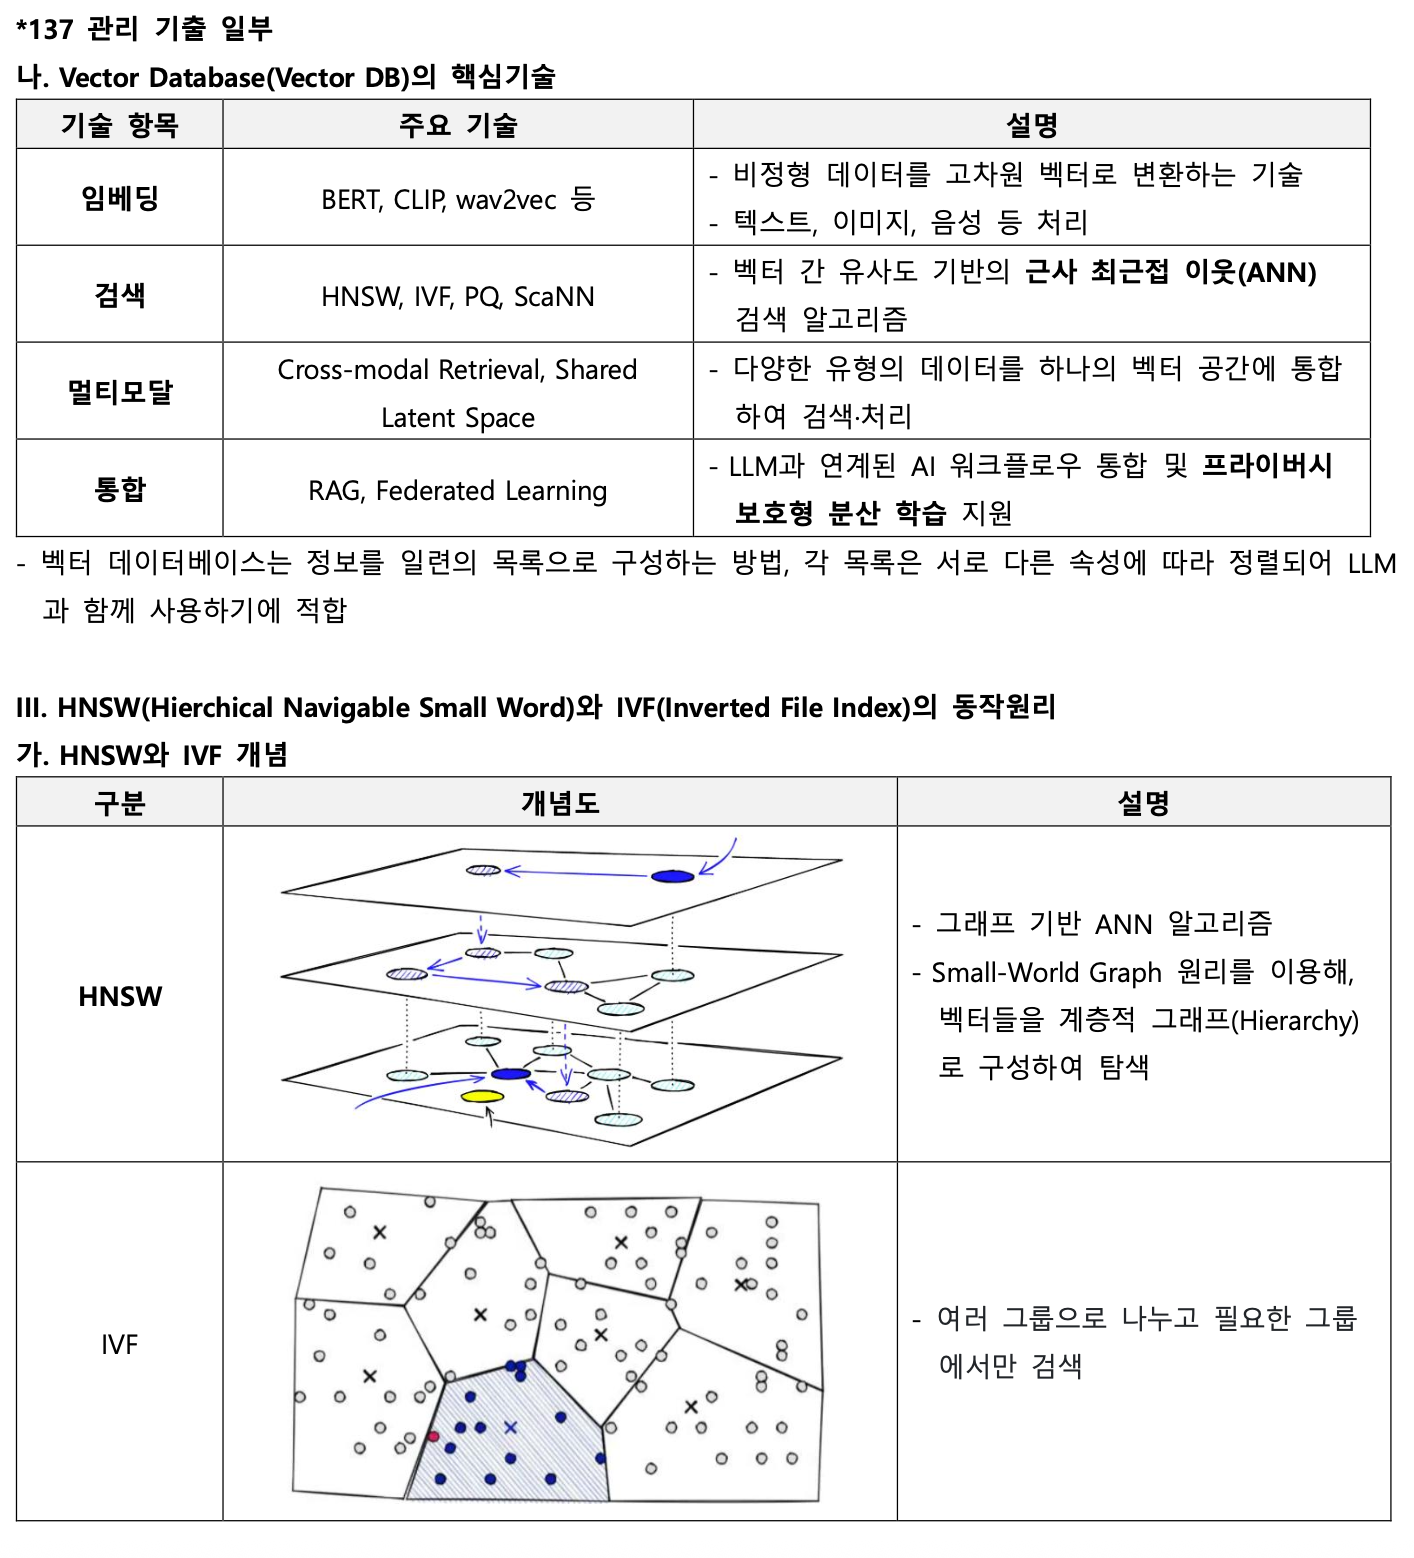 *137 관리 기출 일부
나. Vector Database(Vector DB)의 핵심기술
기술 항목 주요 기술 설명
임베딩
BERT, CLIP, wav2vec 등
- 비정형 데이터를 고차원 벡터로 변환하는 기술
- 텍스트, 이미지, 음성 등 처리
검색
HNSW, IVF, PQ, ScaNN
- 벡터 간 유사도 기반의 근사 최근접 이웃(ANN)
검색 알고리즘
멀티모달
Cross-modal Retrieval, Shared
Latent Space
- 다양한 유형의 데이터를 하나의 벡터 공간에 통합
하여 검색·처리
통합
RAG, Federated Learning
- LLM과 연계된 AI 워크플로우 통합 및 프라이버시
보호형 분산 학습 지원
- 벡터 데이터베이스는 정보를 일련의 목록으로 구성하는 방법, 각 목록은 서로 다른 속성에 따라 정렬되어 LLM
과 함께 사용하기에 적합
III. HNSW(Hierchical Navigable Small Word)와 IVF(Inverted File Index)의 동작원리
가. HNSW와 IVF 개념
구분 개념도 설명
HNSW
- 그래프 기반 ANN 알고리즘
- Small-World Graph 원리를 이용해,
벡터들을 계층적 그래프(Hierarchy)
로 구성하여 탐색
IVF
- 여러 그룹으로 나누고 필요한 그룹
에서만 검색